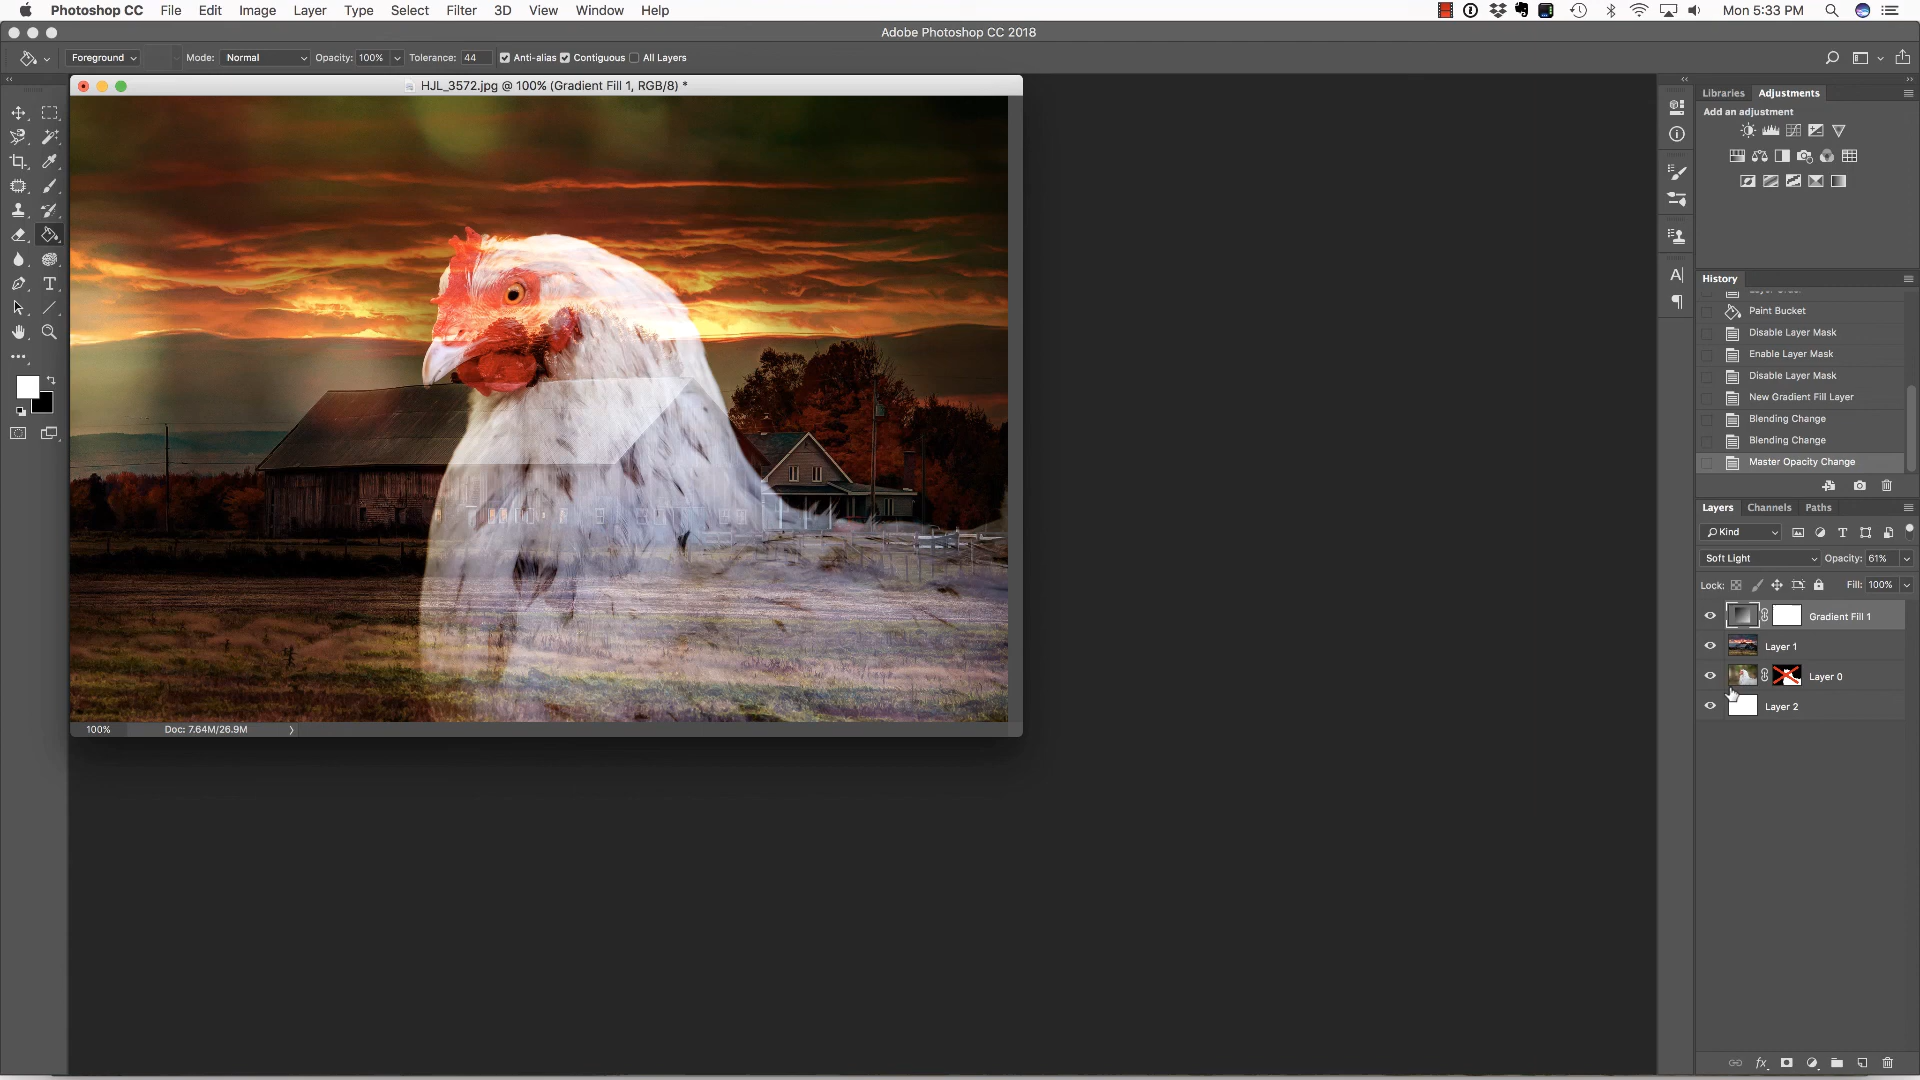 Photoshop CC File Edit Image Layer Type Select Filter 3D View Window Help Mon 5:33 PM
Adobe Photoshop CC 2018
Foreground Mode: Normal Opacity: 100% Tolerance: 44 Anti-alias Contiguous All Layers
HJL_3572.jpg @ 100% (Gradient Fill 1, RGB/8) *
Libraries Adjustments
Add an adjustment
History
Paint Bucket
Disable Layer Mask
Enable Layer Mask
Disable Layer Mask
New Gradient Fill Layer
Blending Change
Blending Change
Master Opacity Change
Layers Channels Paths
Kind
Soft Light Opacity: 61%
Lock: Fill: 100%
Gradient Fill 1
Layer 1
Layer 0
Layer 2
100% Doc: 7.64M/26.9M